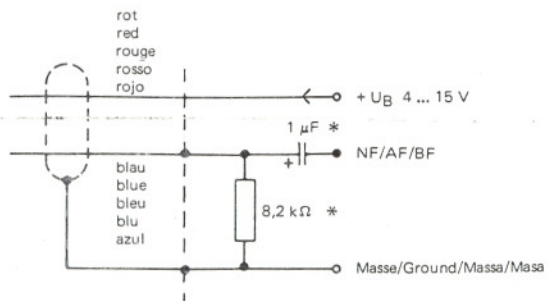 rot
red
rouge
rosso
rojo
+ UB 4 ... 15 V
1 µF *
+
NF/AF/BF
blau
blue
bleu
blu
azul
8,2 kΩ *
Masse/Ground/Massa/Masa